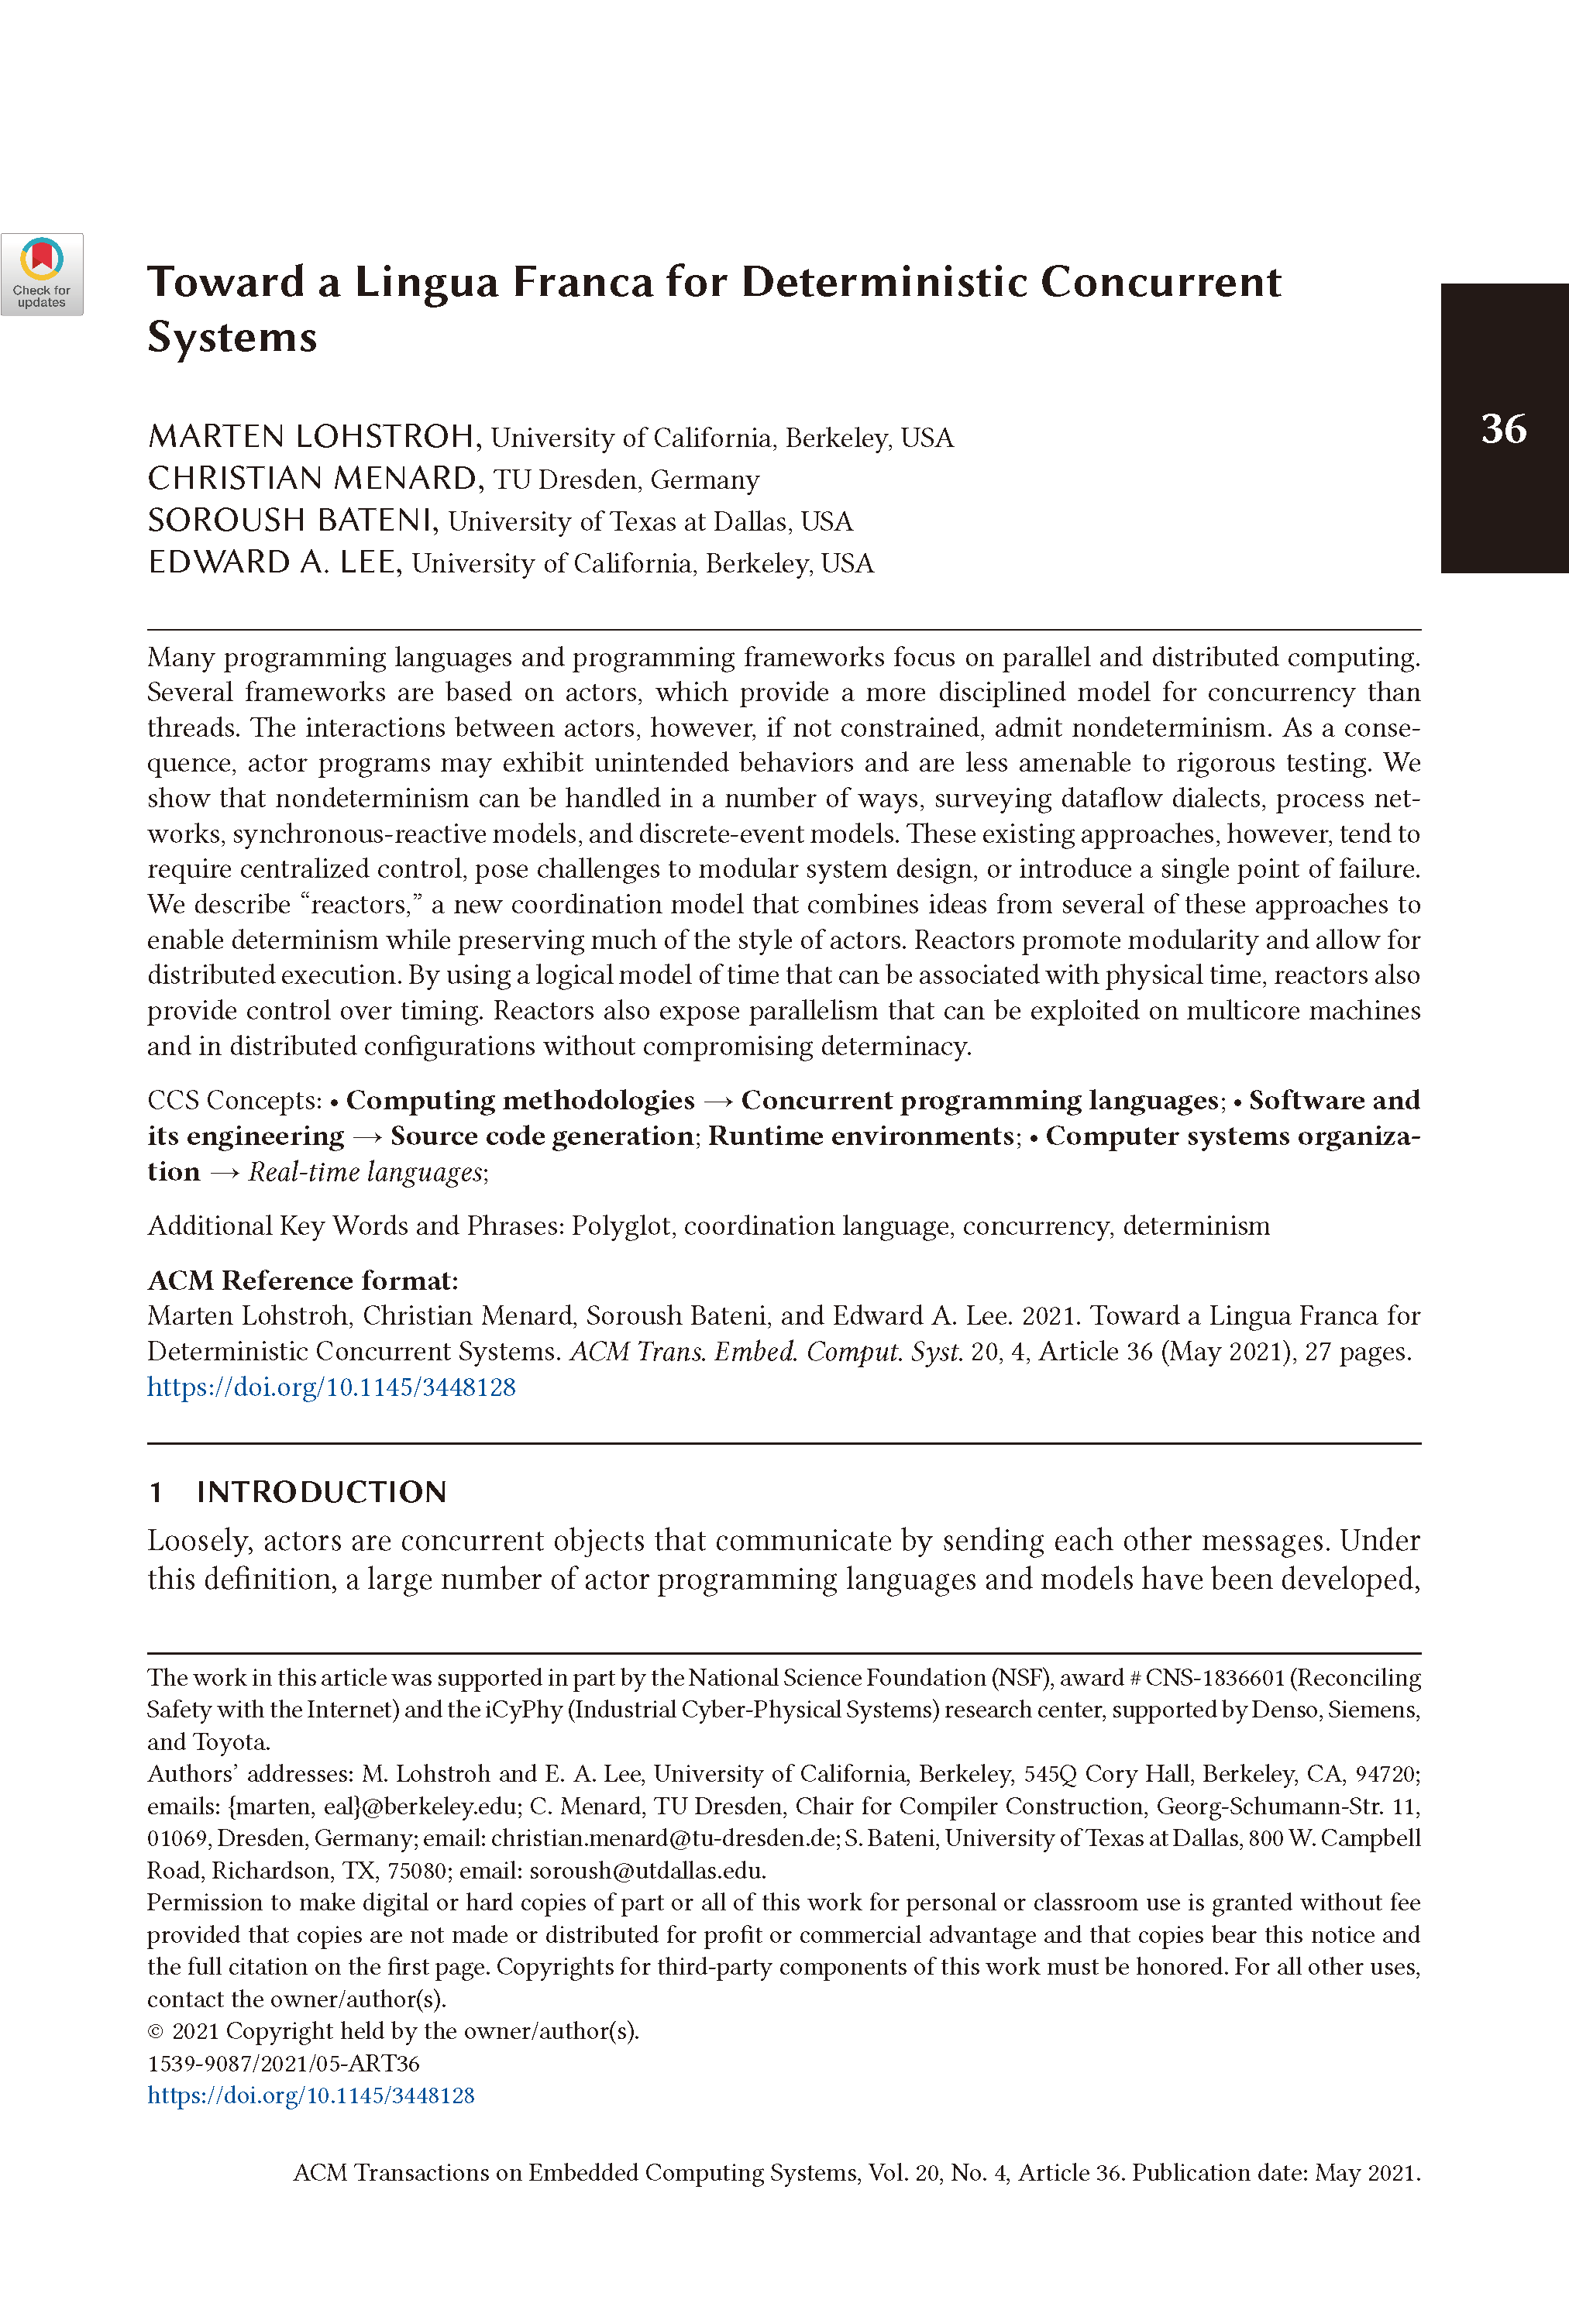 Check for
updates
Toward a Lingua Franca for Deterministic Concurrent
Systems
36
MARTEN LOHSTROH, University of California, Berkeley, USA
CHRISTIAN MENARD, TU Dresden, Germany
SOROUSH BATENI, University of Texas at Dallas, USA
EDWARD A. LEE, University of California, Berkeley, USA
Many programming languages and programming frameworks focus on parallel and distributed computing.
Several frameworks are based on actors, which provide a more disciplined model for concurrency than
threads. The interactions between actors, however, if not constrained, admit nondeterminism. As a conse-
quence, actor programs may exhibit unintended behaviors and are less amenable to rigorous testing. We
show that nondeterminism can be handled in a number of ways, surveying dataflow dialects, process net-
works, synchronous-reactive models, and discrete-event models. These existing approaches, however, tend to
require centralized control, pose challenges to modular system design, or introduce a single point of failure.
We describe “reactors,” a new coordination model that combines ideas from several of these approaches to
enable determinism while preserving much of the style of actors. Reactors promote modularity and allow for
distributed execution. By using a logical model of time that can be associated with physical time, reactors also
provide control over timing. Reactors also expose parallelism that can be exploited on multicore machines
and in distributed configurations without compromising determinacy.
CCS Concepts: • Computing methodologies → Concurrent programming languages; • Software and
its engineering → Source code generation; Runtime environments; • Computer systems organiza-
tion → Real-time languages;
Additional Key Words and Phrases: Polyglot, coordination language, concurrency, determinism
ACM Reference format:
Marten Lohstroh, Christian Menard, Soroush Bateni, and Edward A. Lee. 2021. Toward a Lingua Franca for
Deterministic Concurrent Systems. ACM Trans. Embed. Comput. Syst. 20, 4, Article 36 (May 2021), 27 pages.
https://doi.org/10.1145/3448128
1 INTRODUCTION
Loosely, actors are concurrent objects that communicate by sending each other messages. Under
this definition, a large number of actor programming languages and models have been developed,
The work in this article was supported in part by the National Science Foundation (NSF), award # CNS-1836601 (Reconciling
Safety with the Internet) and the iCyPhy (Industrial Cyber-Physical Systems) research center, supported by Denso, Siemens,
and Toyota.
Authors’ addresses: M. Lohstroh and E. A. Lee, University of California, Berkeley, 545Q Cory Hall, Berkeley, CA, 94720;
emails: {marten, eal}@berkeley.edu; C. Menard, TU Dresden, Chair for Compiler Construction, Georg-Schumann-Str. 11,
01069, Dresden, Germany; email: christian.menard@tu-dresden.de; S. Bateni, University of Texas at Dallas, 800 W. Campbell
Road, Richardson, TX, 75080; email: soroush@utdallas.edu.
Permission to make digital or hard copies of part or all of this work for personal or classroom use is granted without fee
provided that copies are not made or distributed for profit or commercial advantage and that copies bear this notice and
the full citation on the first page. Copyrights for third-party components of this work must be honored. For all other uses,
contact the owner/author(s).
© 2021 Copyright held by the owner/author(s).
1539-9087/2021/05-ART36
https://doi.org/10.1145/3448128
ACM Transactions on Embedded Computing Systems, Vol. 20, No. 4, Article 36. Publication date: May 2021.